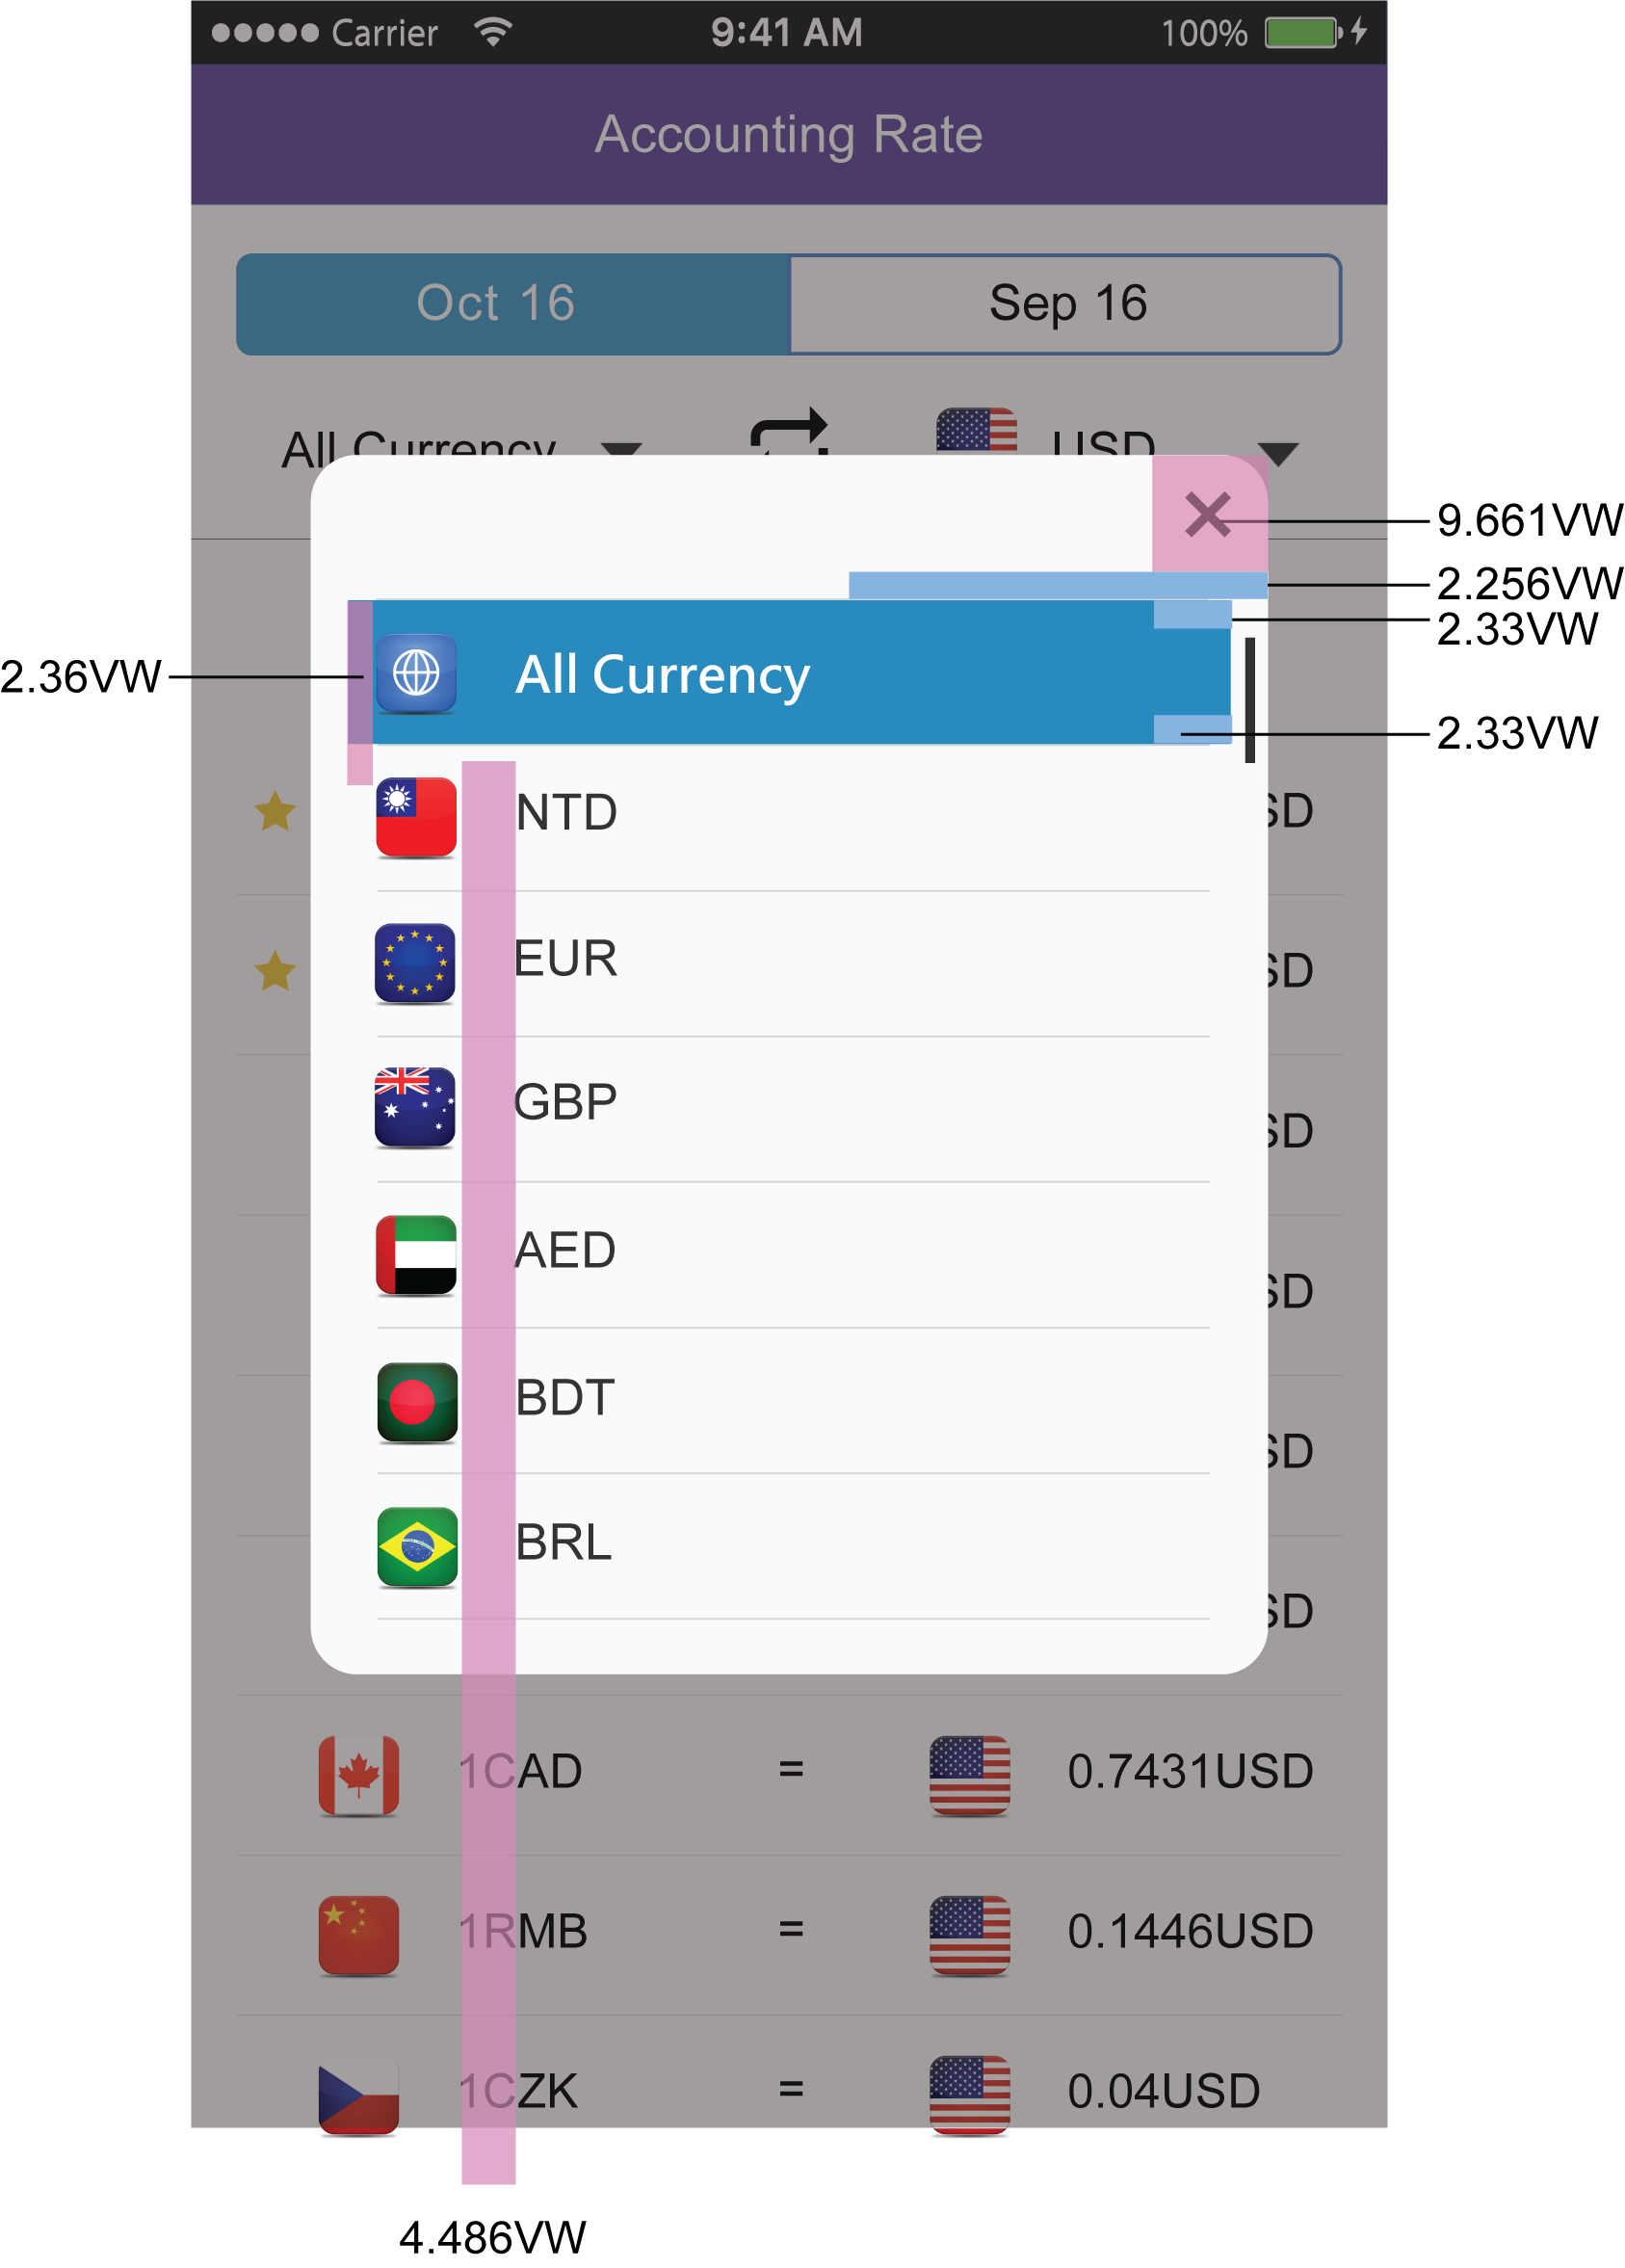 Carrier 9:41 AM 100%
Accounting Rate
Oct 16 Sep 16
All Currency USD
9.661VW
2.256VW
2.33VW
2.36VW All Currency
2.33VW
NTD SD
EUR SD
GBP SD
AED SD
BDT SD
BRL SD
1CAD = 0.7431USD
1RMB = 0.1446USD
1CZK = 0.04USD
4.486VW